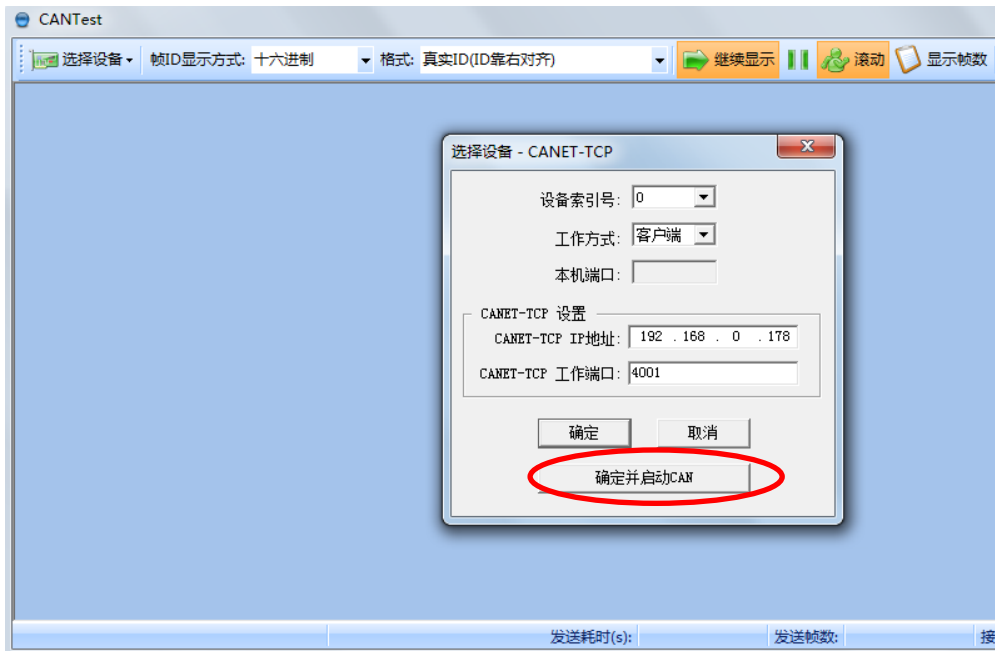 CANTest
选择设备 帧ID显示方式: 十六进制 格式: 真实ID(ID靠右对齐) 继续显示 滚动 显示帧数
选择设备 - CANET-TCP
设备索引号: 0
工作方式: 客户端
本机端口:
CANET-TCP 设置
CANET-TCP IP地址: 192 . 168 . 0 . 178
CANET-TCP 工作端口: 4001
确定 取消
确定并启动CAN
发送耗时(s): 发送帧数: 接